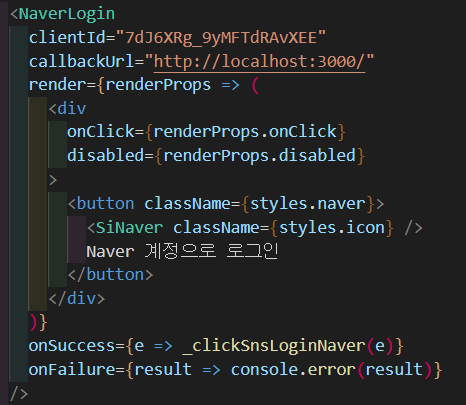 <NaverLogin
clientId="7dJ6XRg_9yMFTdRAvXEE"
callbackUrl="http://localhost:3000/"
render={renderProps => (
<div
onClick={renderProps.onClick}
disabled={renderProps.disabled}
>
<button className={styles.naver}>
<SiNaver className={styles.icon} />
Naver 계정으로 로그인
</button>
</div>
)}
onSuccess={e => _clickSnsLoginNaver(e)}
onFailure={result => console.error(result)}
/>